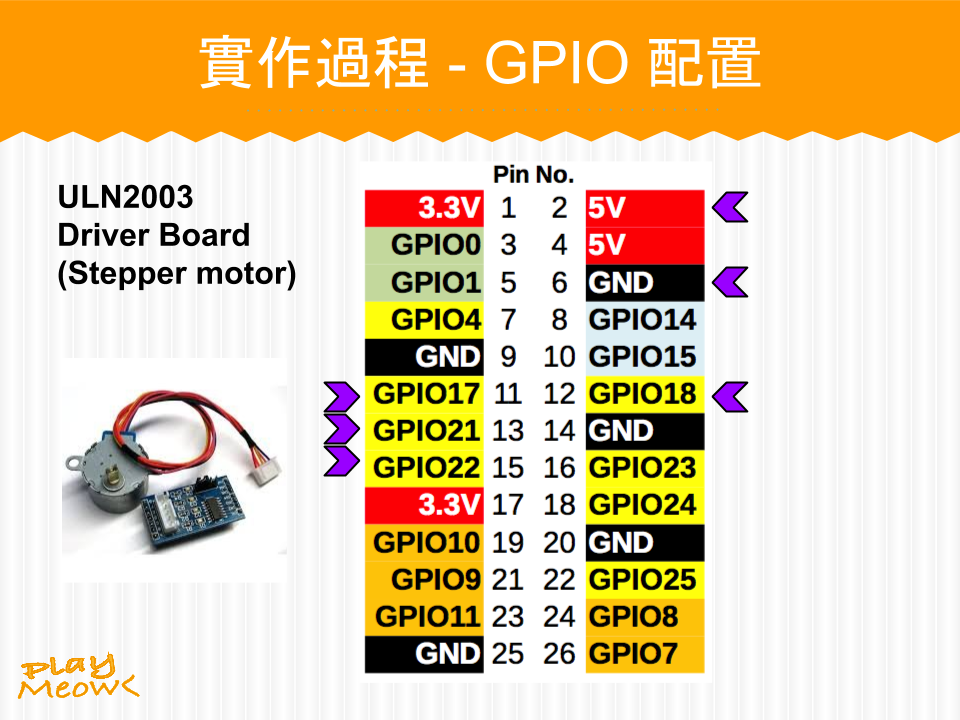 實作過程 - GPIO 配置
ULN2003
Driver Board
(Stepper motor)
Pin No.
3.3V 1 2 5V
GPIO0 3 4 5V
GPIO1 5 6 GND
GPIO4 7 8 GPIO14
GND 9 10 GPIO15
GPIO17 11 12 GPIO18
GPIO21 13 14 GND
GPIO22 15 16 GPIO23
3.3V 17 18 GPIO24
GPIO10 19 20 GND
GPIO9 21 22 GPIO25
GPIO11 23 24 GPIO8
GND 25 26 GPIO7
Play
Meow